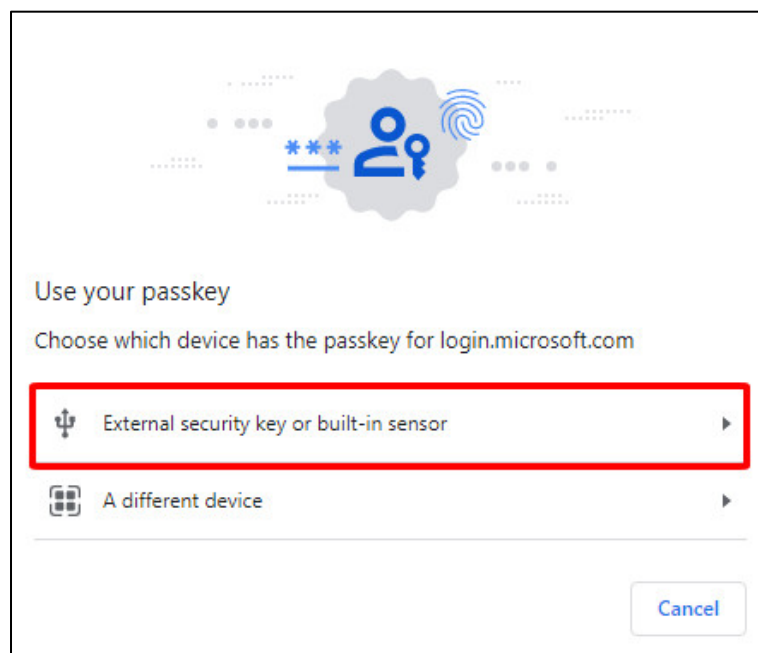 Use your passkey
Choose which device has the passkey for login.microsoft.com
External security key or built-in sensor
A different device
Cancel